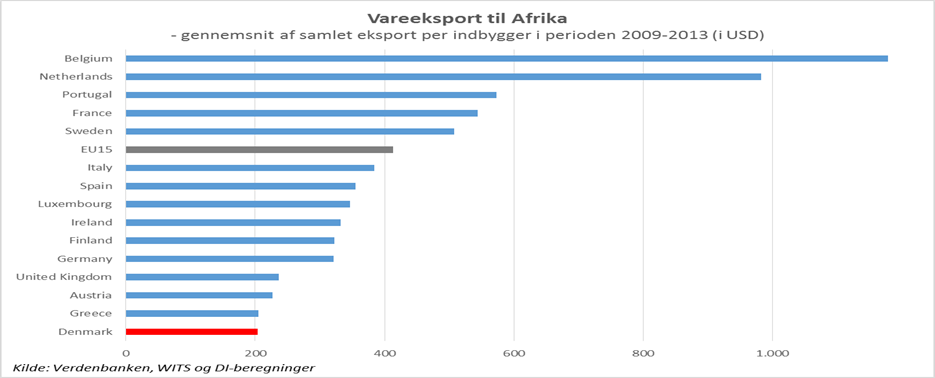 Vareeksport til Afrika
- gennemsnit af samlet eksport per indbygger i perioden 2009-2013 (i USD)
Belgium
Netherlands
Portugal
France
Sweden
EU15
Italy
Spain
Luxembourg
Ireland
Finland
Germany
United Kingdom
Austria
Greece
Denmark
0 200 400 600 800 1.000
Kilde: Verdenbanken, WITS og DI-beregninger